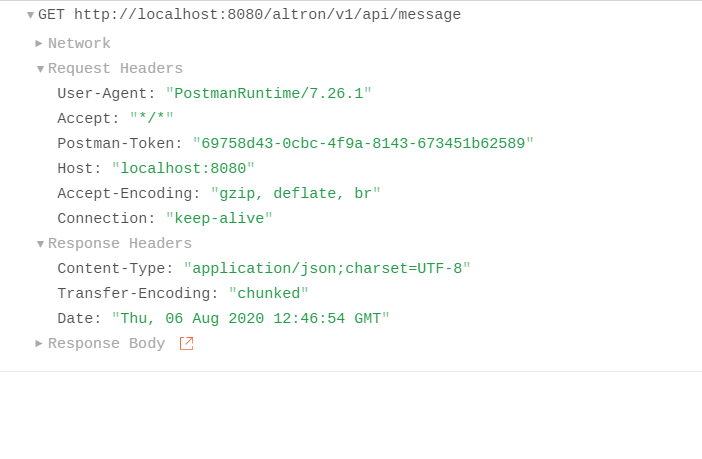 GET http://localhost:8080/altron/v1/api/message
Network
Request Headers
User-Agent: "PostmanRuntime/7.26.1"
Accept: "*/*"
Postman-Token: "69758d43-0cbc-4f9a-8143-673451b62589"
Host: "localhost:8080"
Accept-Encoding: "gzip, deflate, br"
Connection: "keep-alive"
Response Headers
Content-Type: "application/json;charset=UTF-8"
Transfer-Encoding: "chunked"
Date: "Thu, 06 Aug 2020 12:46:54 GMT"
Response Body